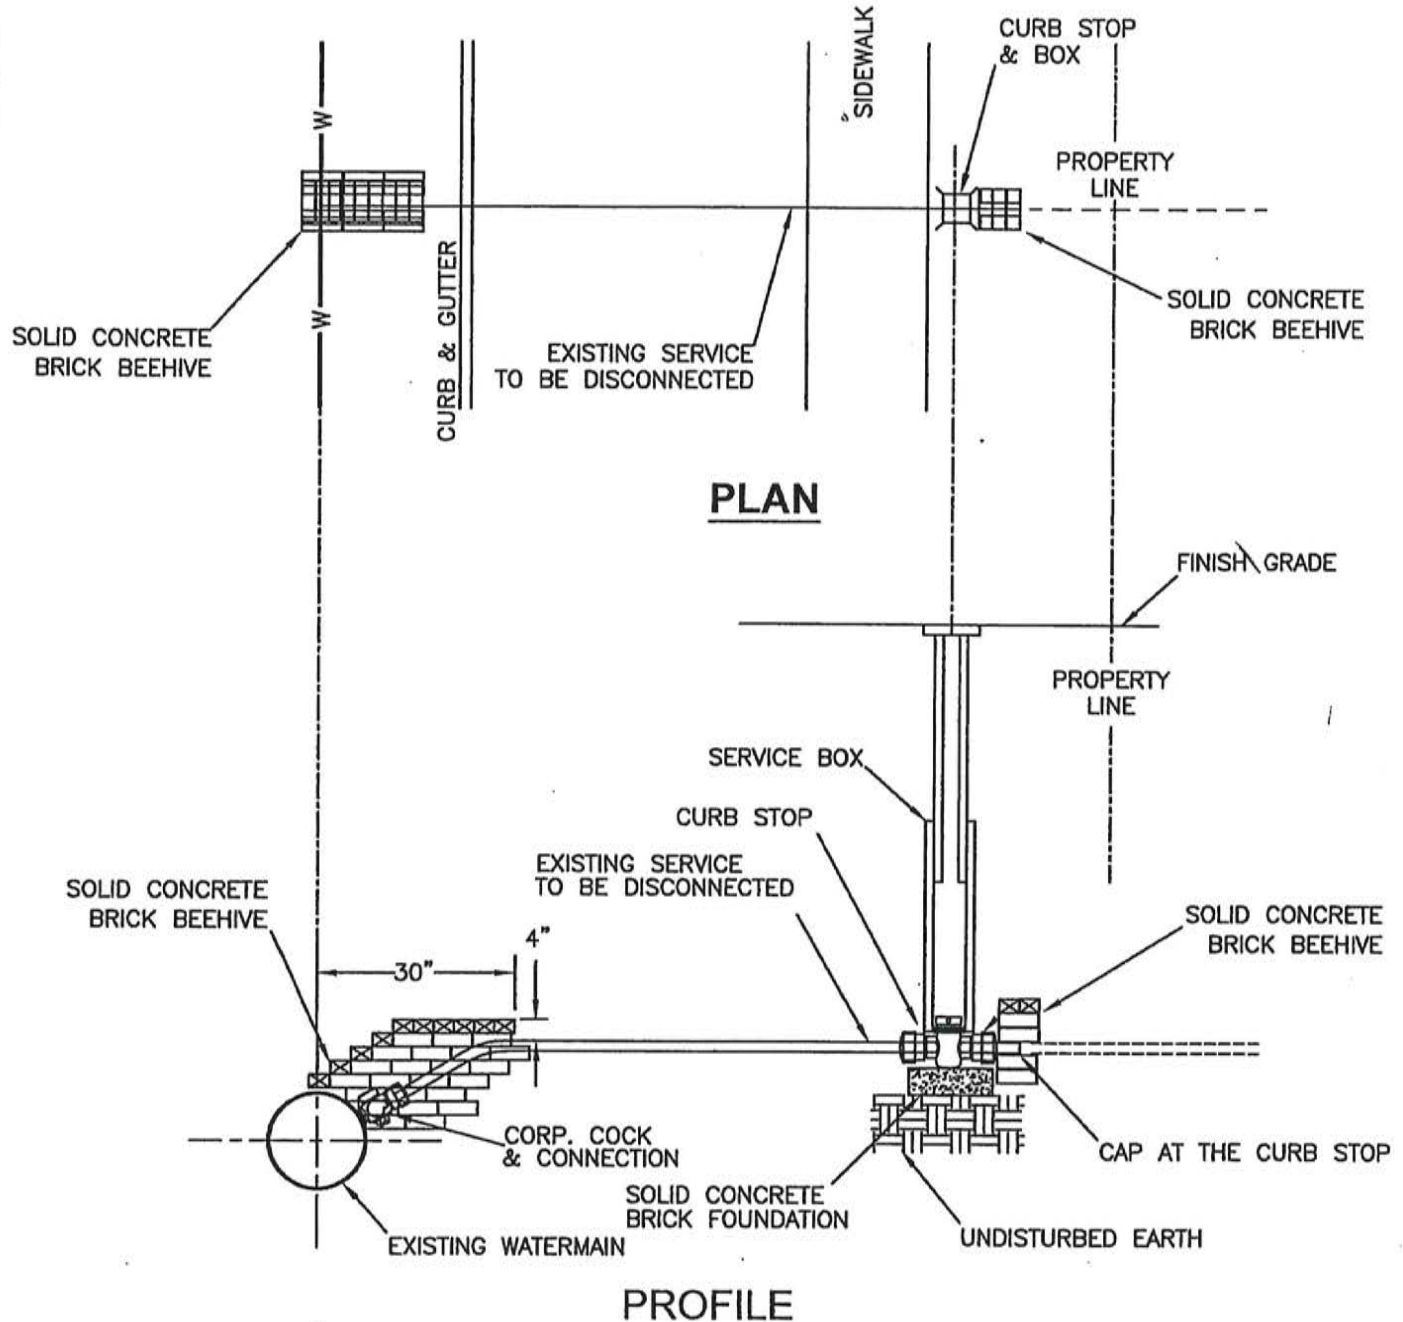 SIDEWALK
CURB STOP
& BOX
W
PROPERTY
LINE
CURB & GUTTER
W
SOLID CONCRETE
BRICK BEEHIVE
EXISTING SERVICE
TO BE DISCONNECTED
SOLID CONCRETE
BRICK BEEHIVE
PLAN
FINISH GRADE
PROPERTY
LINE
SERVICE BOX
CURB STOP
EXISTING SERVICE
TO BE DISCONNECTED
SOLID CONCRETE
BRICK BEEHIVE
SOLID CONCRETE
BRICK BEEHIVE
4"
30"
CORP. COCK
& CONNECTION
CAP AT THE CURB STOP
SOLID CONCRETE
BRICK FOUNDATION
UNDISTURBED EARTH
EXISTING WATERMAIN
PROFILE